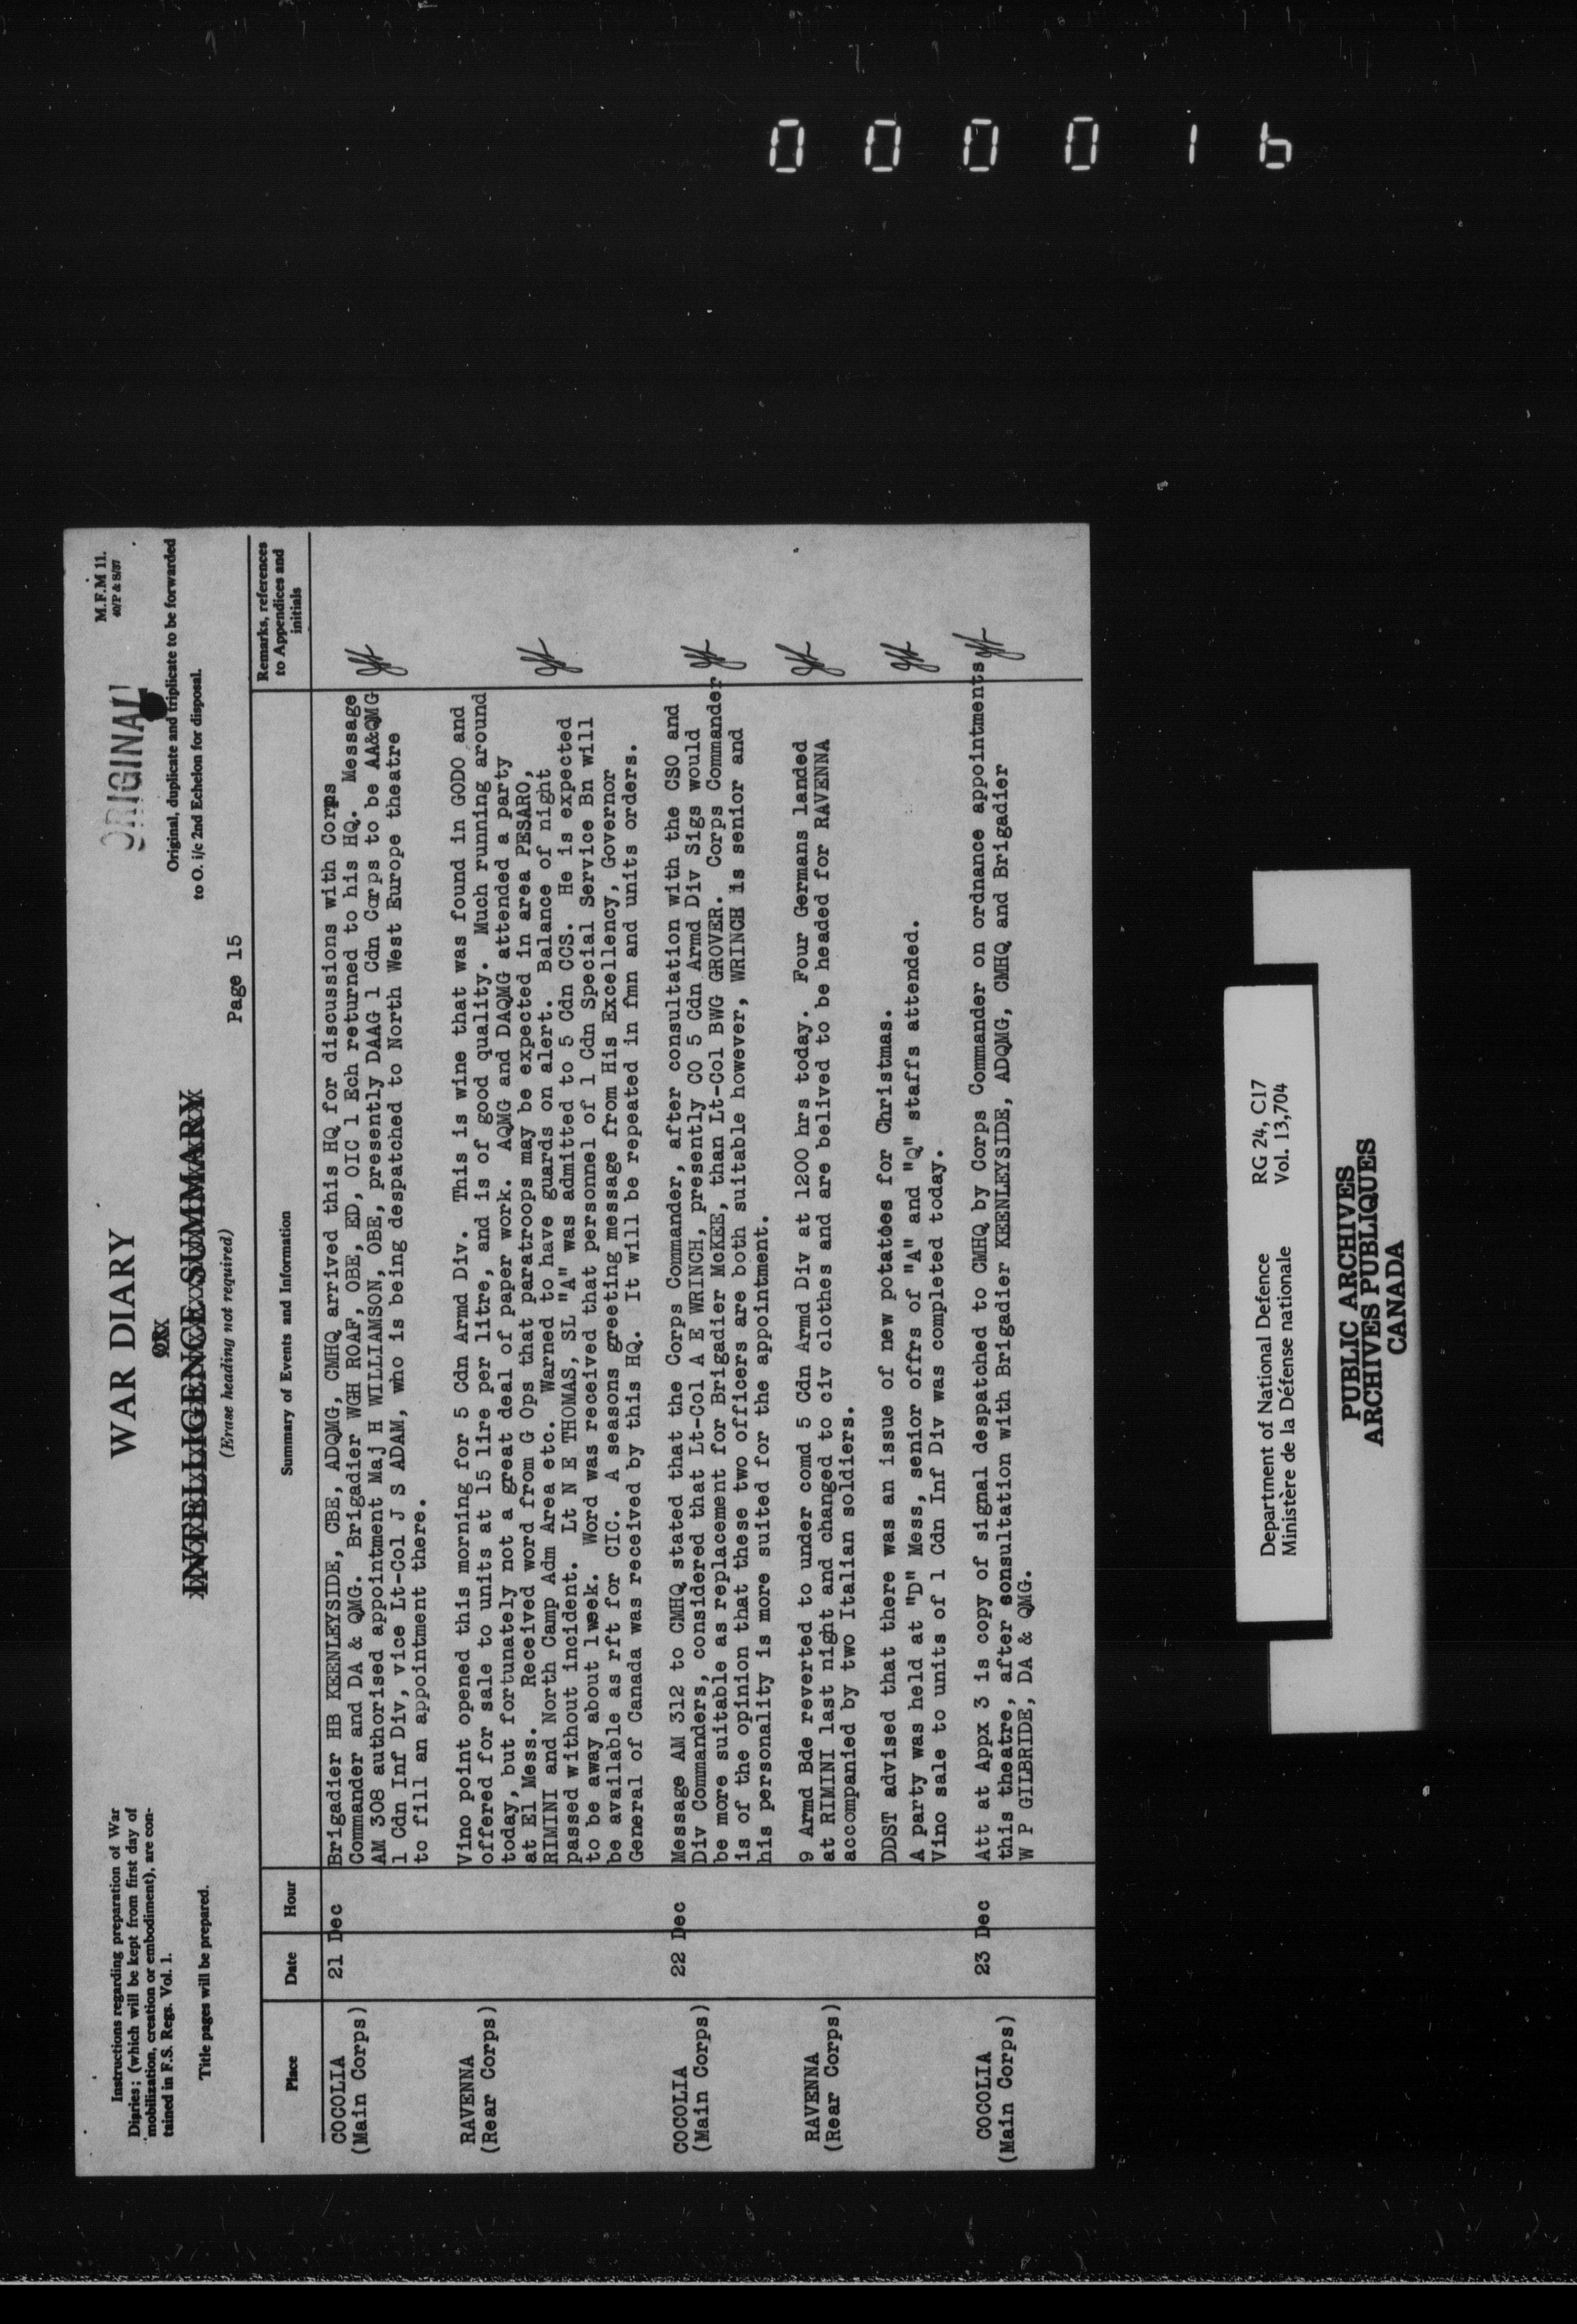 0 0 0 0 1 6
Instructions regarding preparation of War
Diaries; (which will be kept from first day of
mobilization, creation or embodiment), are con-
tained in F.S. Regs. Vol. 1.
Title pages will be prepared.
WAR DIARY
OR
INTELLIGENCE SUMMARY
(Erase heading not required)
Page 15
ORIGINAL
M.F.M 11.
Original, duplicate and triplicate to be forwarded
to O. i/c 2nd Echelon for disposal.
Place Date Hour Summary of Events and Information Remarks, references
to Appendices and
initials
COCOLIA 21 Dec Brigadier HB KEENLEYSIDE, CBE, ADQMG, CMHQ arrived this HQ for discussions with Corps
(Main Corps) Commander and DA & QMG. Brigadier WGH ROAF, OBE, ED, OIC 1 Ech returned to his HQ. Message
AM 308 authorised appointment Maj H WILLIAMSON, OBE, presently DAAG 1 Cdn Corps to be AA&QMG
1 Cdn Inf Div, vice Lt-Col J S ADAM, who is being despatched to North West Europe theatre
to fill an appointment there.
RAVENNA Vino point opened this morning for 5 Cdn Armd Div. This is wine that was found in GODO and
(Rear Corps) offered for sale to units at 15 lire per litre, and is of good quality. Much running around
today, but fortunately not a great deal of paper work. AQMG and DAQMG attended a party
at El Mess. Received word from G Ops that paratroops may be expected in area PESARO,
RIMINI and North Camp Adm Area etc. Warned to have guards on alert. Balance of night
passed without incident. Lt N E THOMAS, SL "A" was admitted to 5 Cdn CCS. He is expected
to be away about 1 week. Word was received that personnel of 1 Cdn Special Service Bn will
be available as rft for CIC. A seasons greeting message from His Excellency, Governor
General of Canada was received by this HQ. It will be repeated in fmn and units orders.
COCOLIA 22 Dec Message AM 312 to CMHQ stated that the Corps Commander, after consultation with the CSO and
(Main Corps) Div Commanders, considered that Lt-Col A E WRINCH, presently CO 5 Cdn Armd Div Sigs would
be more suitable as replacement for Brigadier McKEE, than Lt-Col BWG GROVER. Corps Commander
is of the opinion that these two officers are both suitable however, WRINCH is senior and
his personality is more suited for the appointment.
RAVENNA 9 Armd Bde reverted to under comd 5 Cdn Armd Div at 1200 hrs today. Four Germans landed
(Rear Corps) at RIMINI last night and changed to civ clothes and are belived to be headed for RAVENNA
accompanied by two Italian soldiers.
DDST advised that there was an issue of new potatoes for Christmas.
A party was held at "D" Mess, senior offrs of "A" and "Q" staffs attended.
Vino sale to units of 1 Cdn Inf Div was completed today.
COCOLIA 23 Dec Att at Appx 3 is copy of signal despatched to CMHQ by Corps Commander on ordnance appointments
(Main Corps) this theatre, after consultation with Brigadier KEENLEYSIDE, ADQMG, CMHQ and Brigadier
W P GILBRIDE, DA & QMG.
Department of National Defence RG 24, C17
Ministère de la Défense nationale Vol. 13,704
PUBLIC ARCHIVES
ARCHIVES PUBLIQUES
CANADA